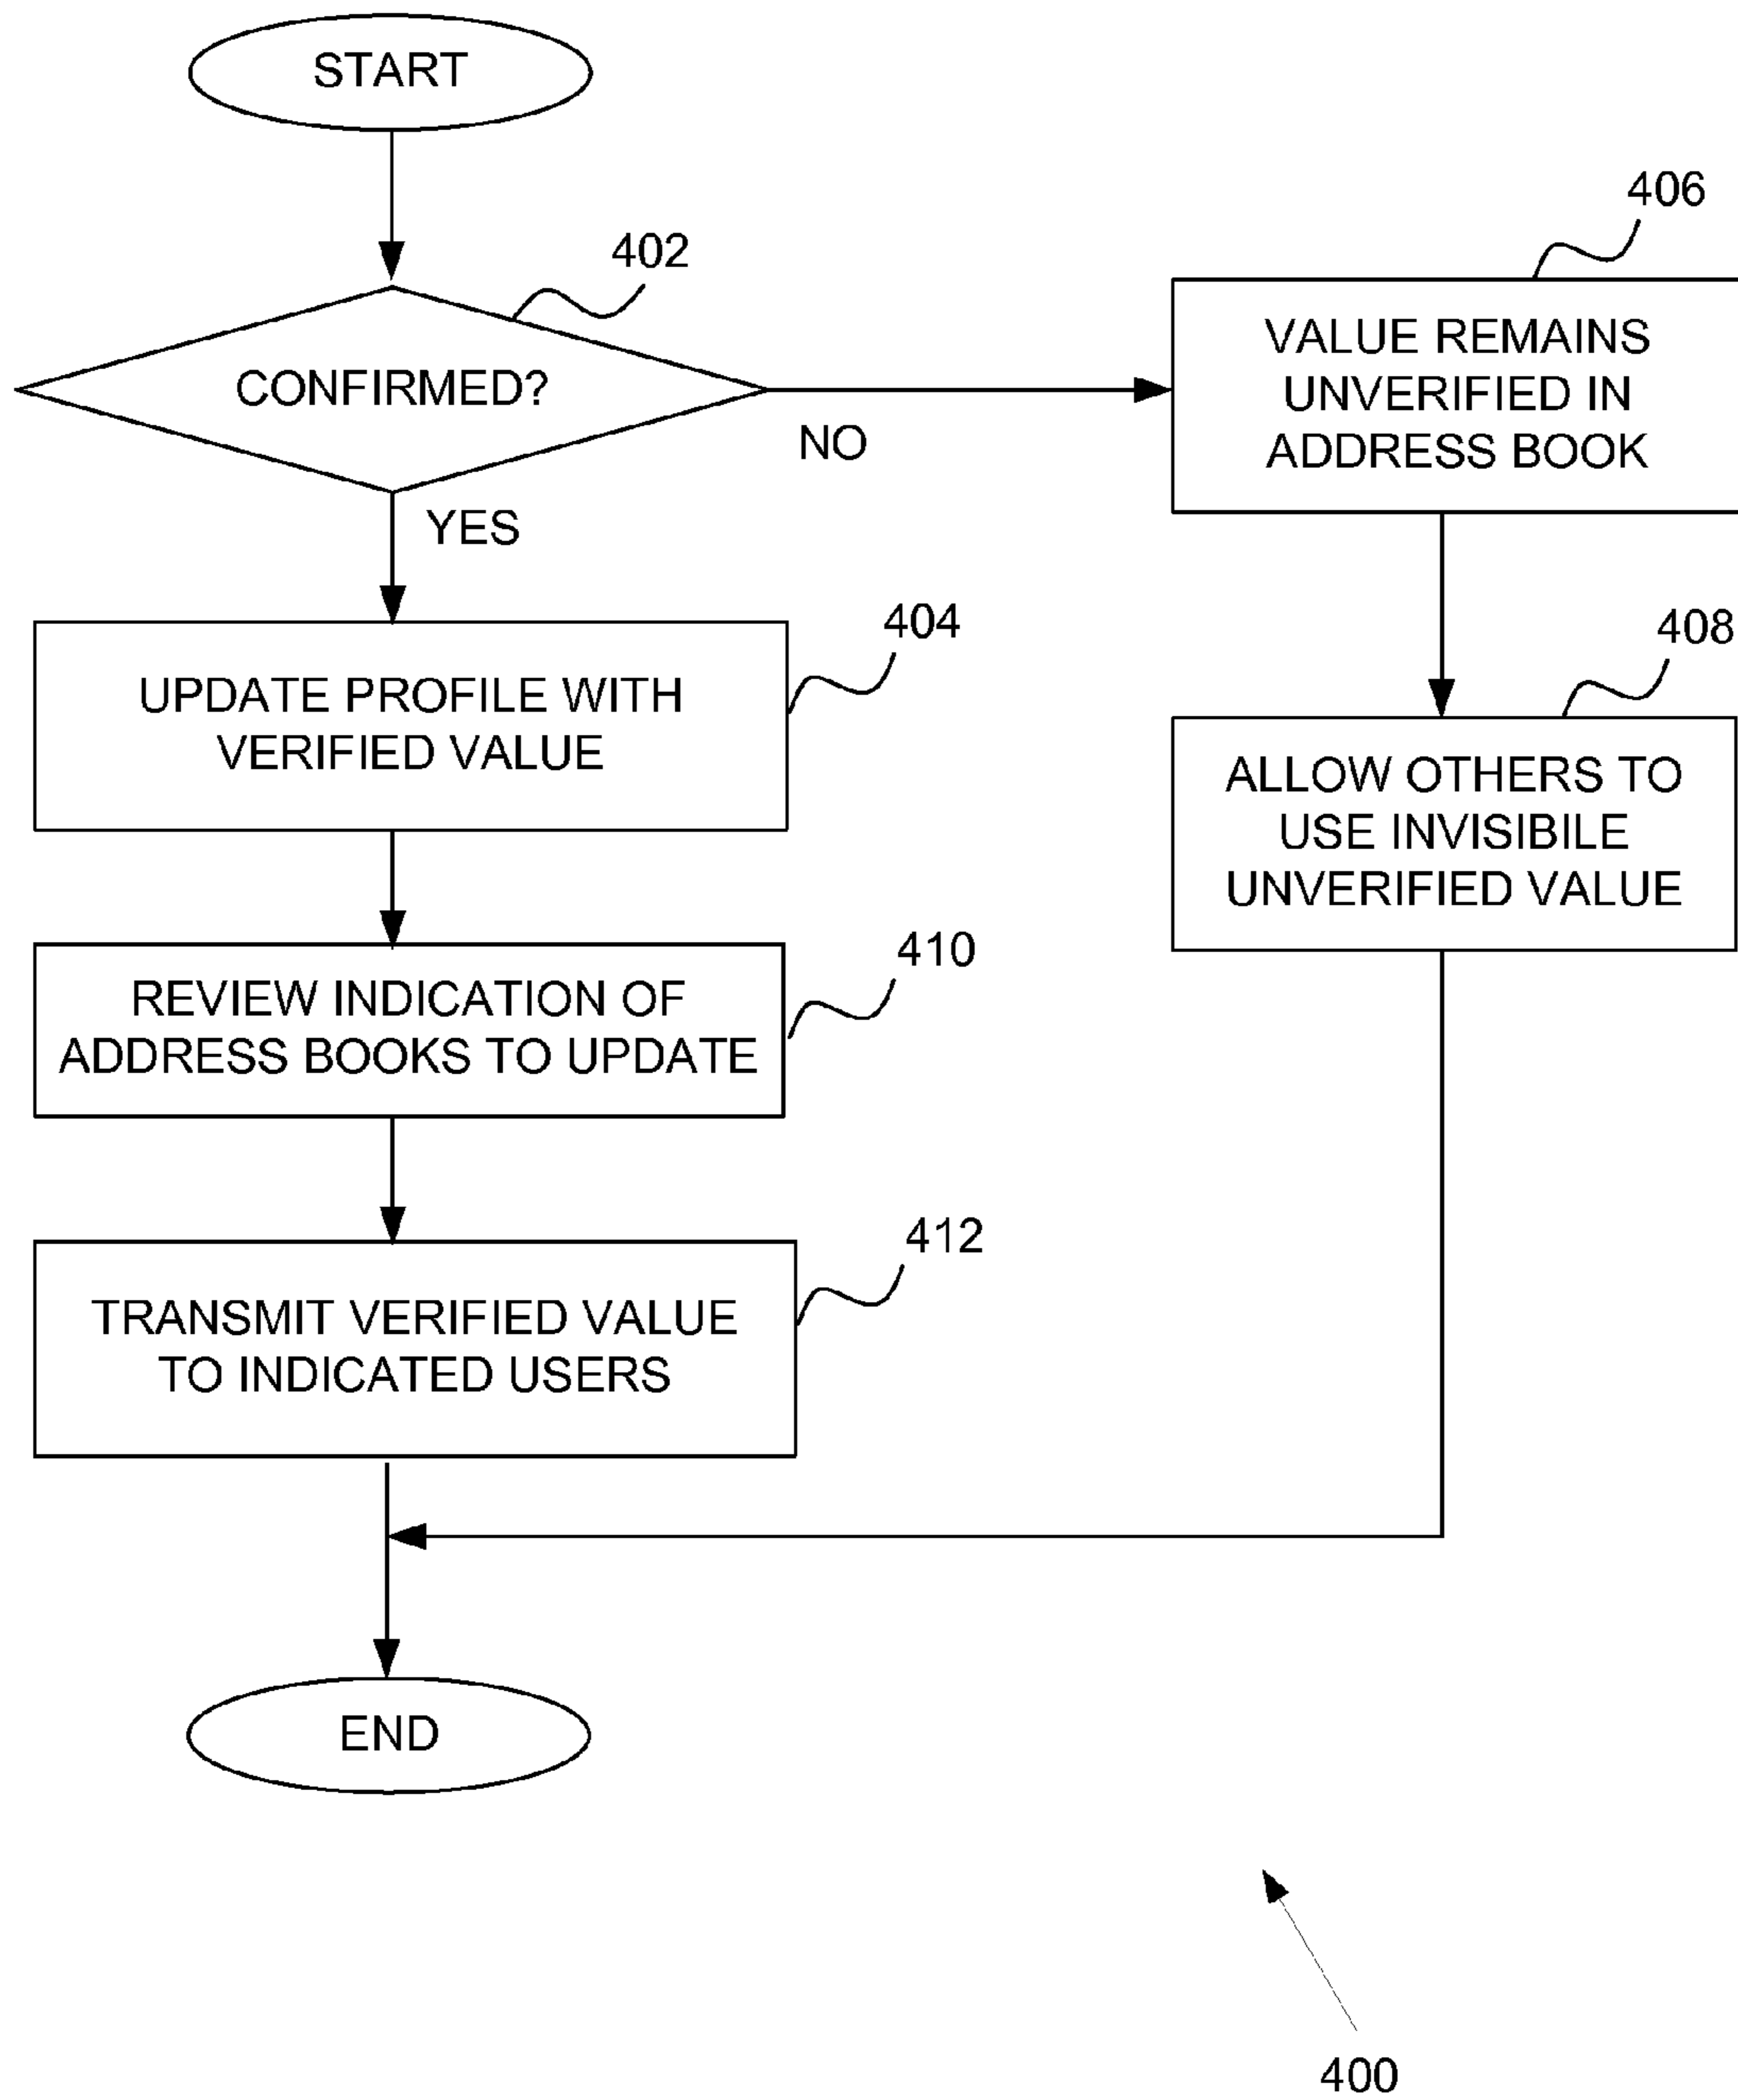 START
402
CONFIRMED?
NO
YES
406
VALUE REMAINS
UNVERIFIED IN
ADDRESS BOOK
404
UPDATE PROFILE WITH
VERIFIED VALUE
408
ALLOW OTHERS TO
USE INVISIBILE
UNVERIFIED VALUE
410
REVIEW INDICATION OF
ADDRESS BOOKS TO UPDATE
412
TRANSMIT VERIFIED VALUE
TO INDICATED USERS
END
400